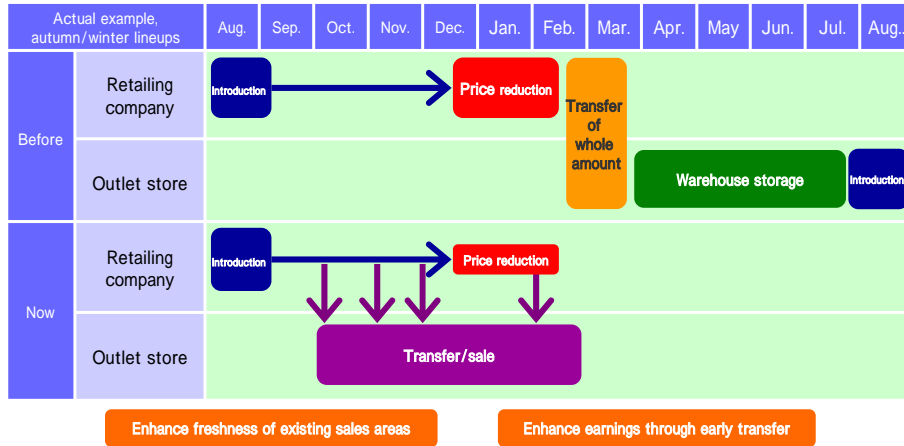 Actual example,
autumn/winter lineups
Aug. Sep. Oct. Nov. Dec. Jan. Feb. Mar. Apr. May Jun. Jul. Aug..
Before
Retailing
company
Introduction
Price reduction
Transfer
of
whole
amount
Outlet store
Warehouse storage
Introduction
Now
Retailing
company
Introduction
Price reduction
Outlet store
Transfer/sale
Enhance freshness of existing sales areas
Enhance earnings through early transfer